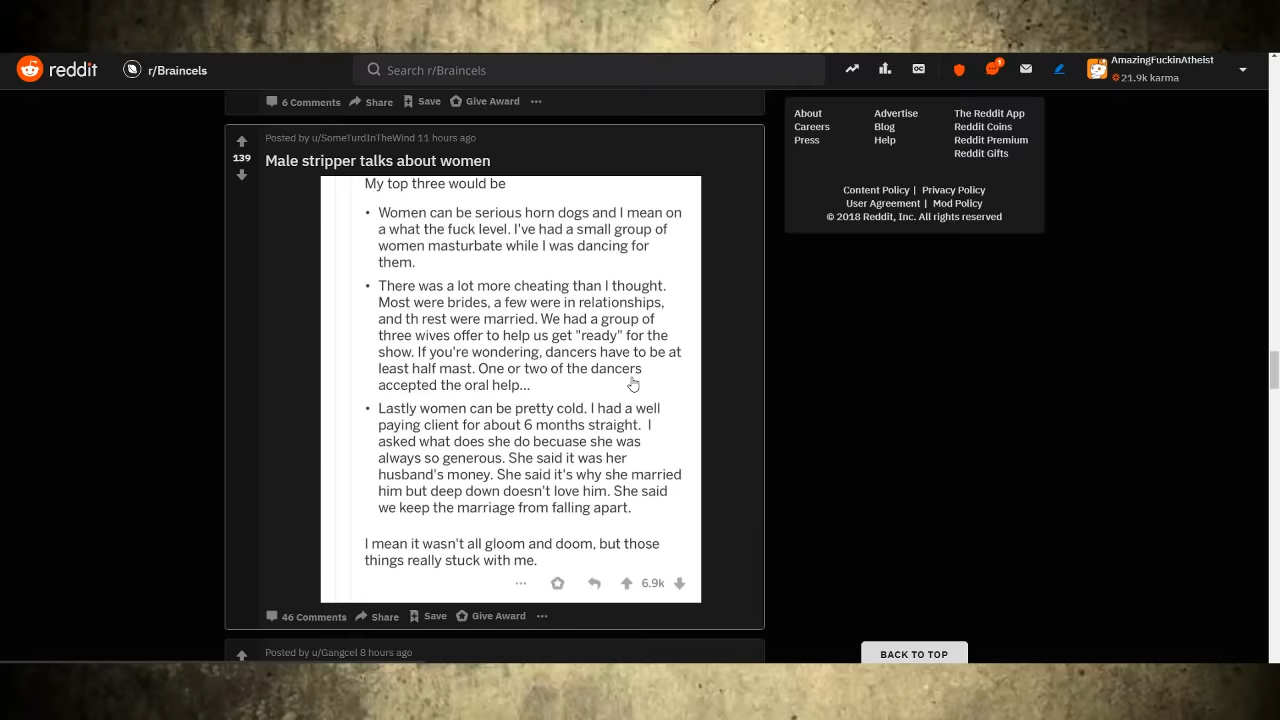 reddit
r/Braincels
Search r/Braincels
1
AmazingFuckinAtheist
21.9k karma
6 Comments Share Save Give Award
Posted by u/SomeTurdInTheWind 11 hours ago
139
Male stripper talks about women
My top three would be
• Women can be serious horn dogs and I mean on
a what the fuck level. I've had a small group of
women masturbate while I was dancing for
them.
• There was a lot more cheating than I thought.
Most were brides, a few were in relationships,
and th rest were married. We had a group of
three wives offer to help us get "ready" for the
show. If you're wondering, dancers have to be at
least half mast. One or two of the dancers
accepted the oral help...
• Lastly women can be pretty cold. I had a well
paying client for about 6 months straight. I
asked what does she do becuase she was
always so generous. She said it was her
husband's money. She said it's why she married
him but deep down doesn't love him. She said
we keep the marriage from falling apart.
I mean it wasn't all gloom and doom, but those
things really stuck with me.
6.9k
46 Comments Share Save Give Award
Posted by u/Gangcel 8 hours ago
About Advertise The Reddit App
Careers Blog Reddit Coins
Press Help Reddit Premium
Reddit Gifts
Content Policy | Privacy Policy
User Agreement | Mod Policy
© 2018 Reddit, Inc. All rights reserved
BACK TO TOP